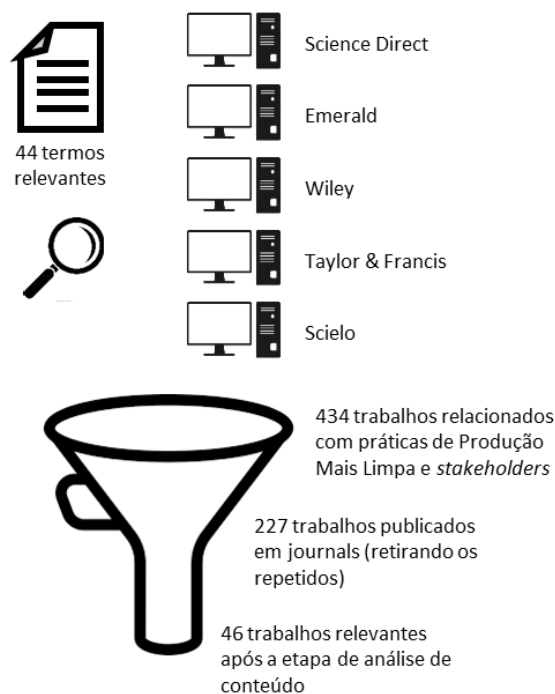 44 termos
relevantes
Science Direct
Emerald
Wiley
Taylor & Francis
Scielo
434 trabalhos relacionados
com práticas de Produção
Mais Limpa e stakeholders
227 trabalhos publicados
em journals (retirando os
repetidos)
46 trabalhos relevantes
após a etapa de análise de
conteúdo